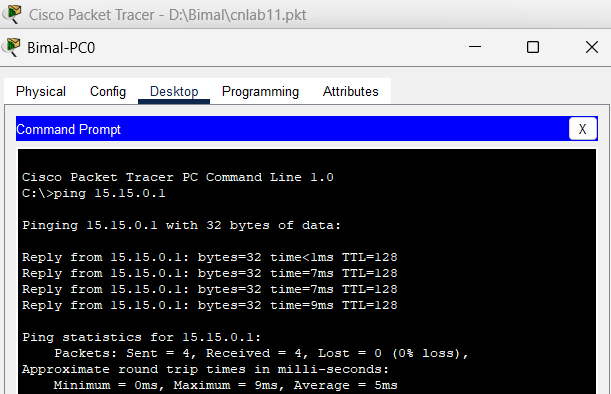 Cisco Packet Tracer - D:\Bimal\cnlab11.pkt
Bimal-PC0
Physical Config Desktop Programming Attributes
Command Prompt X
Cisco Packet Tracer PC Command Line 1.0
C:\>ping 15.15.0.1
Pinging 15.15.0.1 with 32 bytes of data:
Reply from 15.15.0.1: bytes=32 time<1ms TTL=128
Reply from 15.15.0.1: bytes=32 time=7ms TTL=128
Reply from 15.15.0.1: bytes=32 time=7ms TTL=128
Reply from 15.15.0.1: bytes=32 time=9ms TTL=128
Ping statistics for 15.15.0.1:
Packets: Sent = 4, Received = 4, Lost = 0 (0% loss),
Approximate round trip times in milli-seconds:
Minimum = 0ms, Maximum = 9ms, Average = 5ms